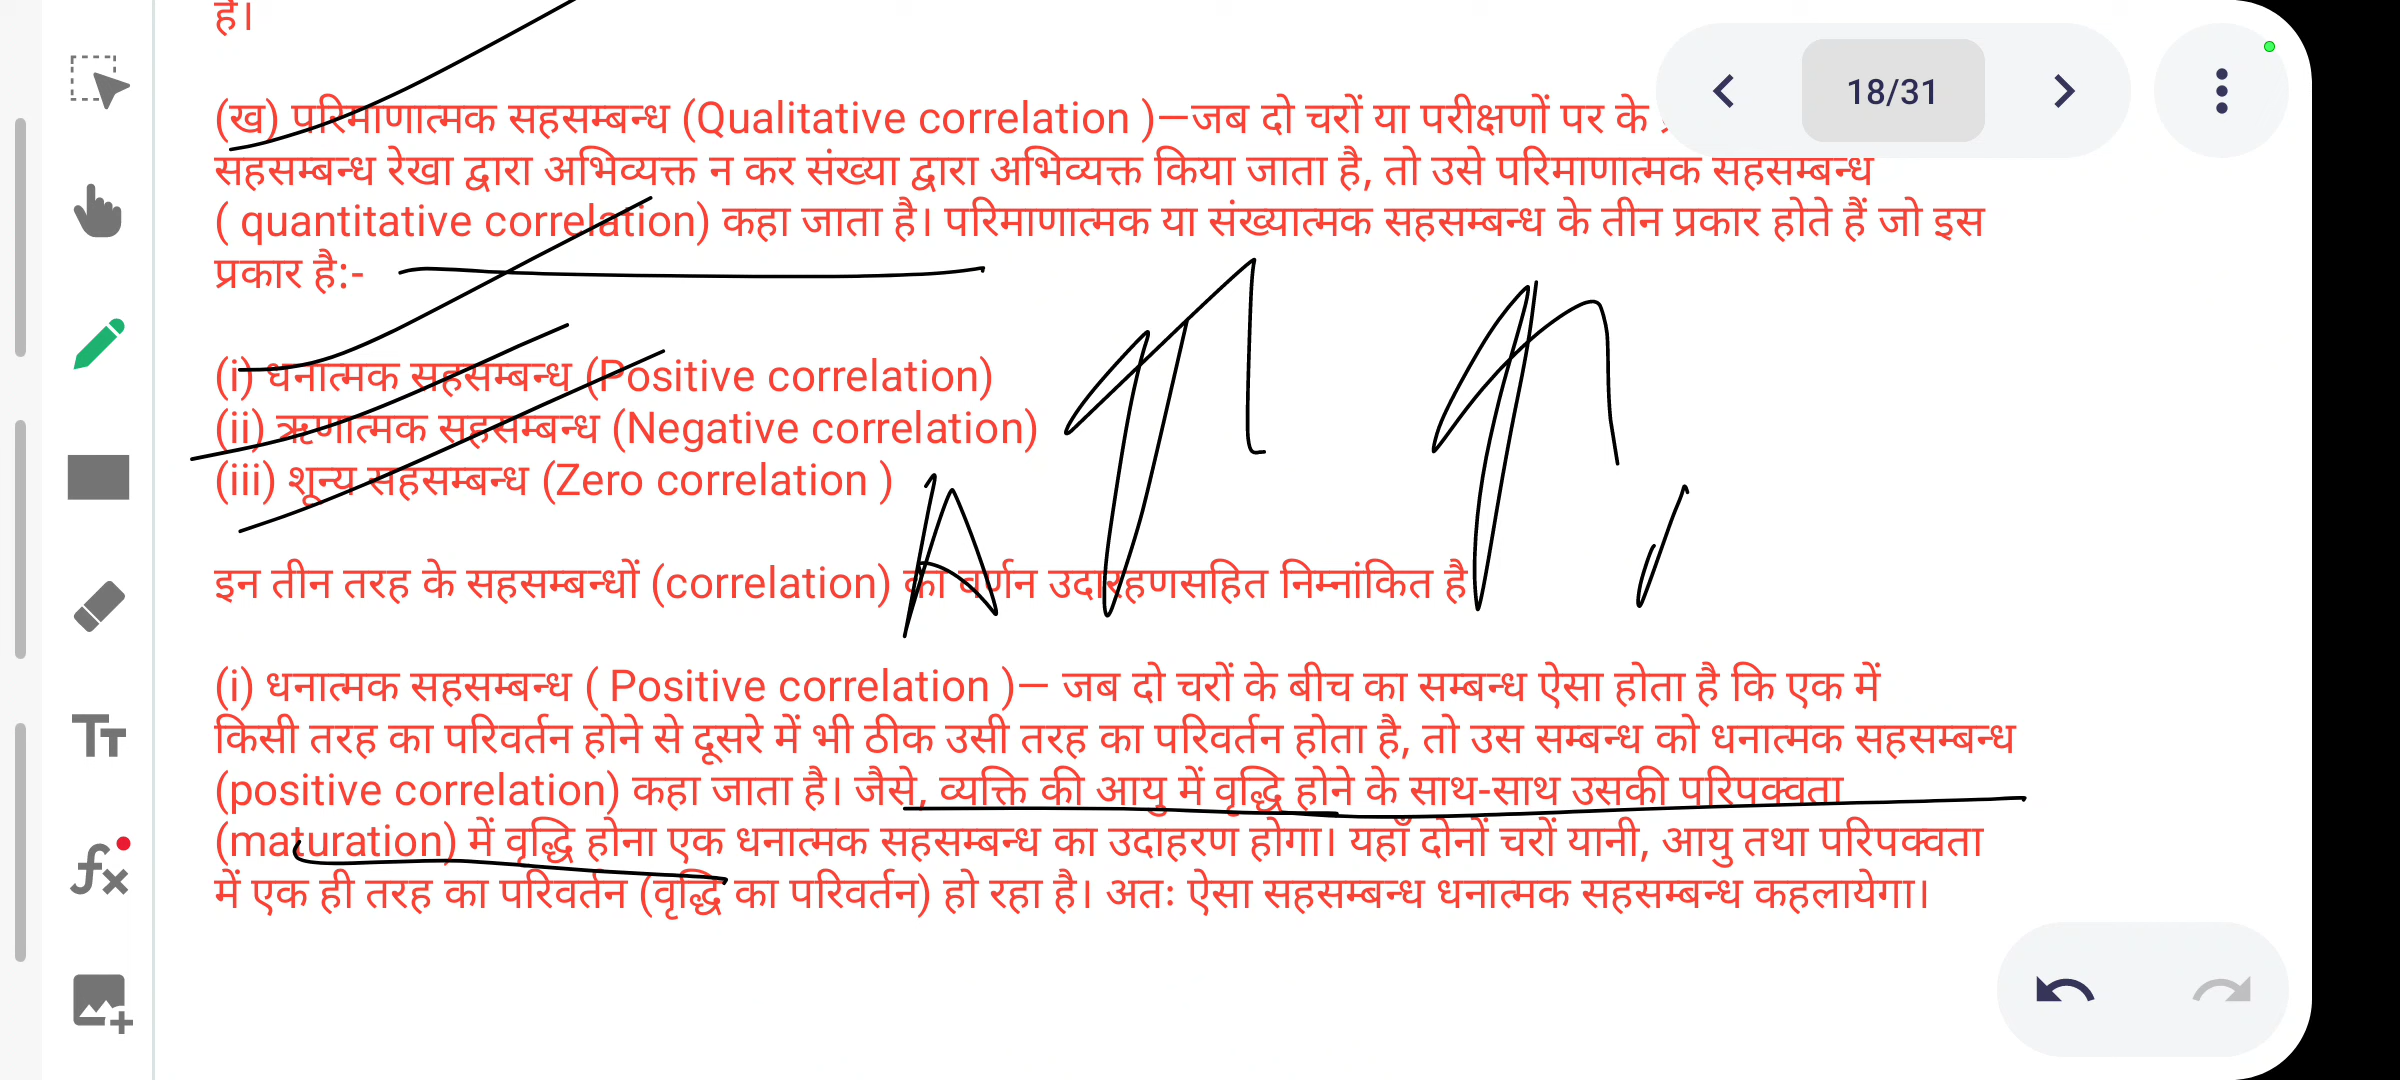 है।
18/31
(ख) परिमाणात्मक सहसम्बन्ध (Qualitative correlation )—जब दो चरों या परीक्षणों पर के
सहसम्बन्ध रेखा द्वारा अभिव्यक्त न कर संख्या द्वारा अभिव्यक्त किया जाता है, तो उसे परिमाणात्मक सहसम्बन्ध
( quantitative correlation) कहा जाता है। परिमाणात्मक या संख्यात्मक सहसम्बन्ध के तीन प्रकार होते हैं जो इस
प्रकार है:-
(i) धनात्मक सहसम्बन्ध (Positive correlation)
(ii) ऋणात्मक सहसम्बन्ध (Negative correlation)
(iii) शून्य सहसम्बन्ध (Zero correlation )
इन तीन तरह के सहसम्बन्धों (correlation) का वर्णन उदारहणसहित निम्नांकित है
(i) धनात्मक सहसम्बन्ध ( Positive correlation )— जब दो चरों के बीच का सम्बन्ध ऐसा होता है कि एक में
किसी तरह का परिवर्तन होने से दूसरे में भी ठीक उसी तरह का परिवर्तन होता है, तो उस सम्बन्ध को धनात्मक सहसम्बन्ध
(positive correlation) कहा जाता है। जैसे, व्यक्ति की आयु में वृद्धि होने के साथ-साथ उसकी परिपक्वता
(maturation) में वृद्धि होना एक धनात्मक सहसम्बन्ध का उदाहरण होगा। यहाँ दोनों चरों यानी, आयु तथा परिपक्वता
में एक ही तरह का परिवर्तन (वृद्धि का परिवर्तन) हो रहा है। अतः ऐसा सहसम्बन्ध धनात्मक सहसम्बन्ध कहलायेगा।